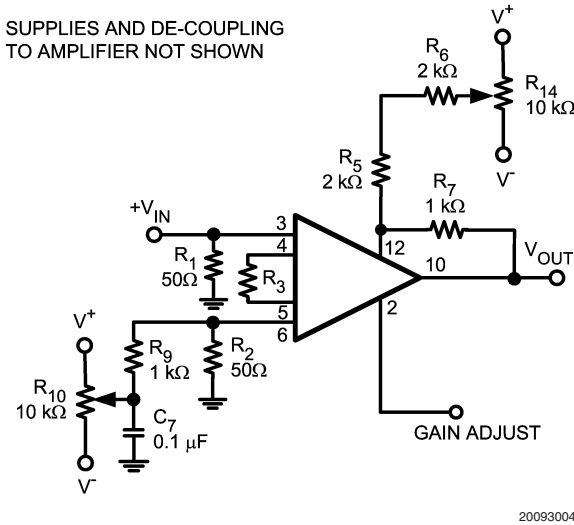 SUPPLIES AND DE-COUPLING
TO AMPLIFIER NOT SHOWN
V+
R6
2 kΩ
R14
10 kΩ
V-
R5
2 kΩ
R7
1 kΩ
+VIN
3
4
12
10
VOUT
R1
50Ω
R3
5
6
2
V+
R9
1 kΩ
R2
50Ω
R10
10 kΩ
C7
0.1 μF
V-
GAIN ADJUST
20093004